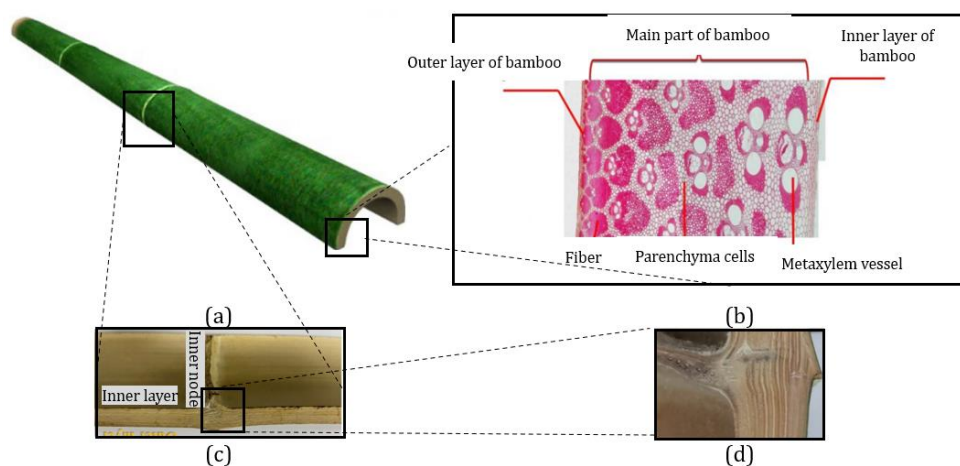 Main part of bamboo
Inner layer of
bamboo
Outer layer of bamboo
Fiber
Parenchyma cells
Metaxylem vessel
(a)
(b)
Inner node
Inner layer
(c)
(d)